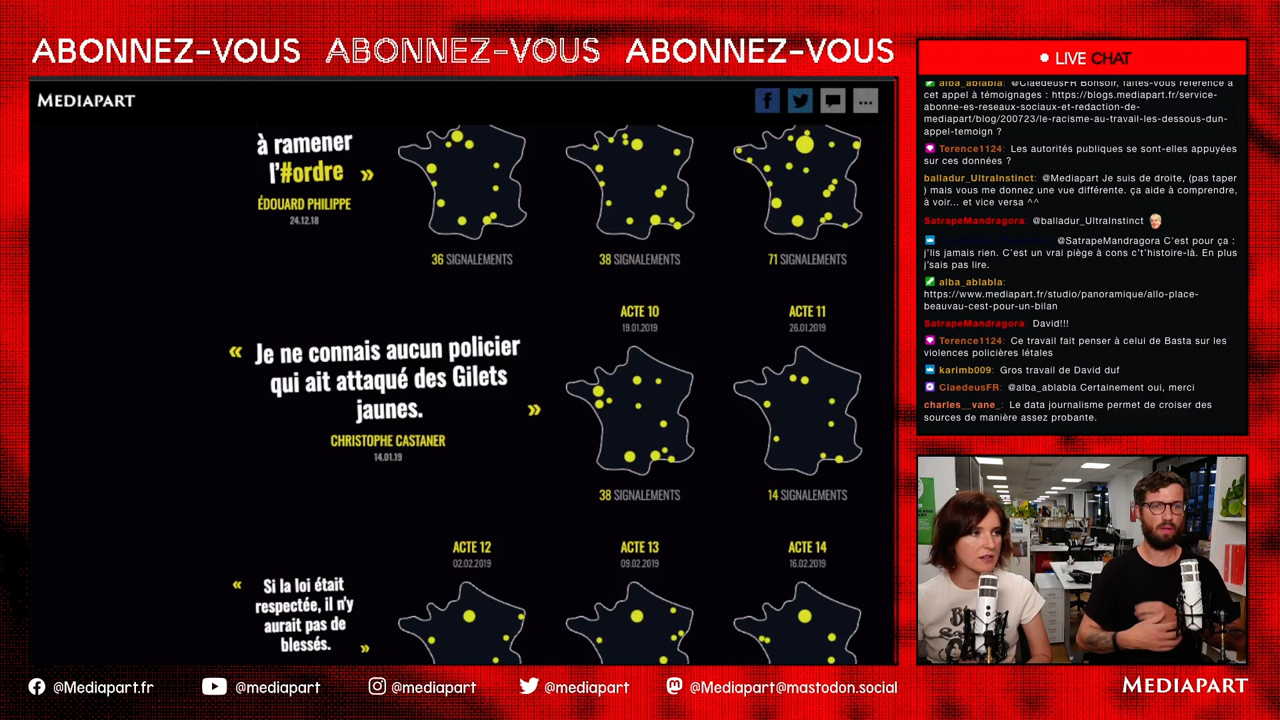 ABONNEZ-VOUS ABONNEZ-VOUS ABONNEZ-VOUS
MEDIAPART
à ramener
l'#ordre »
ÉDOUARD PHILIPPE
24.12.18
36 SIGNALEMENTS
38 SIGNALEMENTS
71 SIGNALEMENTS
ACTE 10
19.01.2019
ACTE 11
26.01.2019
« Je ne connais aucun policier
qui ait attaqué des Gilets
jaunes. »
CHRISTOPHE CASTANER
14.01.19
38 SIGNALEMENTS
14 SIGNALEMENTS
ACTE 12
02.02.2019
ACTE 13
09.02.2019
ACTE 14
16.02.2019
« Si la loi était
respectée, il n'y
aurait pas de
blessés. »
LIVE CHAT
alba_ablabla: @ClaedeusFR Bonsoir, faites-vous référence à
cet appel à témoignages : https://blogs.mediapart.fr/service-
abonne-es-reseaux-sociaux-et-redaction-de-
mediapart/blog/200723/le-racisme-au-travail-les-dessous-dun-
appel-temoign ?
Terence1124: Les autorités publiques se sont-elles appuyées
sur ces données ?
balladur_UltraInstinct: @Mediapart Je suis de droite, (pas taper
) mais vous me donnez une vue différente. ça aide à comprendre,
à voir... et vice versa ^^
SatrapeMandragora: @balladur_UltraInstinct
@SatrapeMandragora C'est pour ça :
j'lis jamais rien. C'est un vrai piège à cons c't'histoire-là. En plus
j'sais pas lire.
alba_ablabla:
https://www.mediapart.fr/studio/panoramique/allo-place-
beauvau-cest-pour-un-bilan
SatrapeMandragora: David!!!
Terence1124: Ce travail fait penser à celui de Basta sur les
violences policières létales
karimb009: Gros travail de David duf
ClaedeusFR: @alba_ablabla Certainement oui, merci
charles__vane_: Le data journalisme permet de croiser des
sources de manière assez probante.
@Mediapart.fr @mediapart @mediapart @mediapart @Mediapart@mastodon.social
MEDIAPART